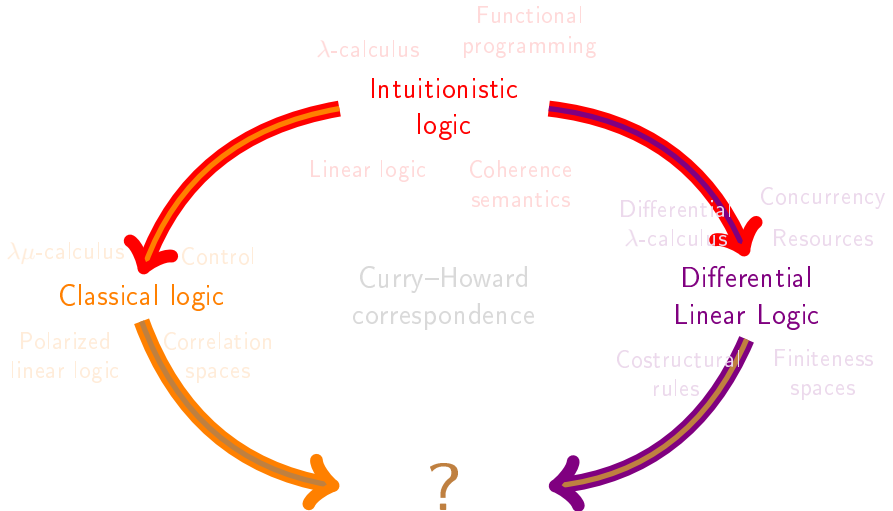 Functional
programming
λ-calculus
Intuitionistic
logic
Linear logic
Coherence
semantics
Differential
λ-calculus
Concurrency
Resources
λμ-calculus
Control
Classical logic
Curry–Howard
correspondence
Differential
Linear Logic
Polarized
linear logic
Correlation
spaces
Costructural
rules
Finiteness
spaces
?